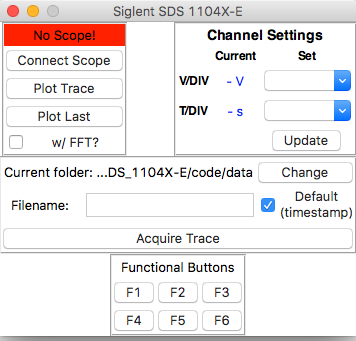 Siglent SDS 1104X-E
No Scope!
Connect Scope
Plot Trace
Plot Last
w/ FFT?
Channel Settings
Current Set
V/DIV - V
T/DIV - s
Update
Current folder: ...DS_1104X-E/code/data Change
Filename: Default
(timestamp)
Acquire Trace
Functional Buttons
F1 F2 F3
F4 F5 F6